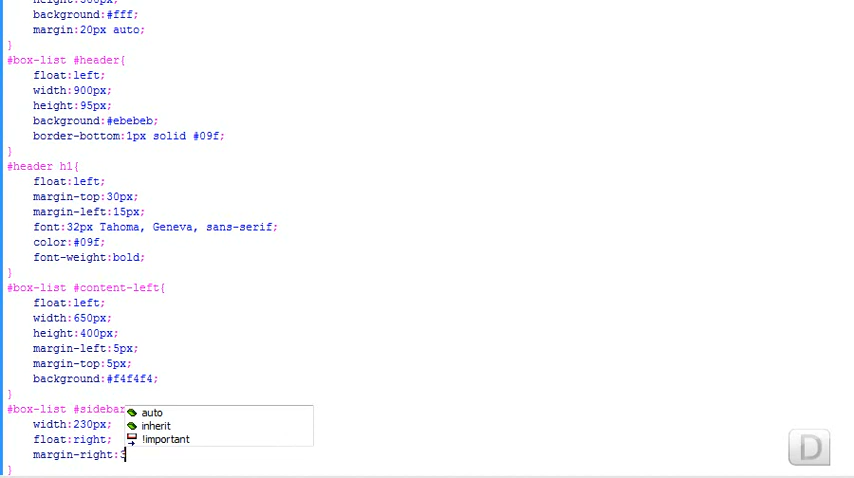 height:500px;
background:#fff;
margin:20px auto;
}
#box-list #header{
float:left;
width:900px;
height:95px;
background:#ebebeb;
border-bottom:1px solid #09f;
}
#header h1{
float:left;
margin-top:30px;
margin-left:15px;
font:32px Tahoma, Geneva, sans-serif;
color:#09f;
font-weight:bold;
}
#box-list #content-left{
float:left;
width:650px;
height:400px;
margin-left:5px;
margin-top:5px;
background:#f4f4f4;
}
#box-list #sidebar
auto
width:230px;
inherit
float:right;
!important
margin-right:3
}
D